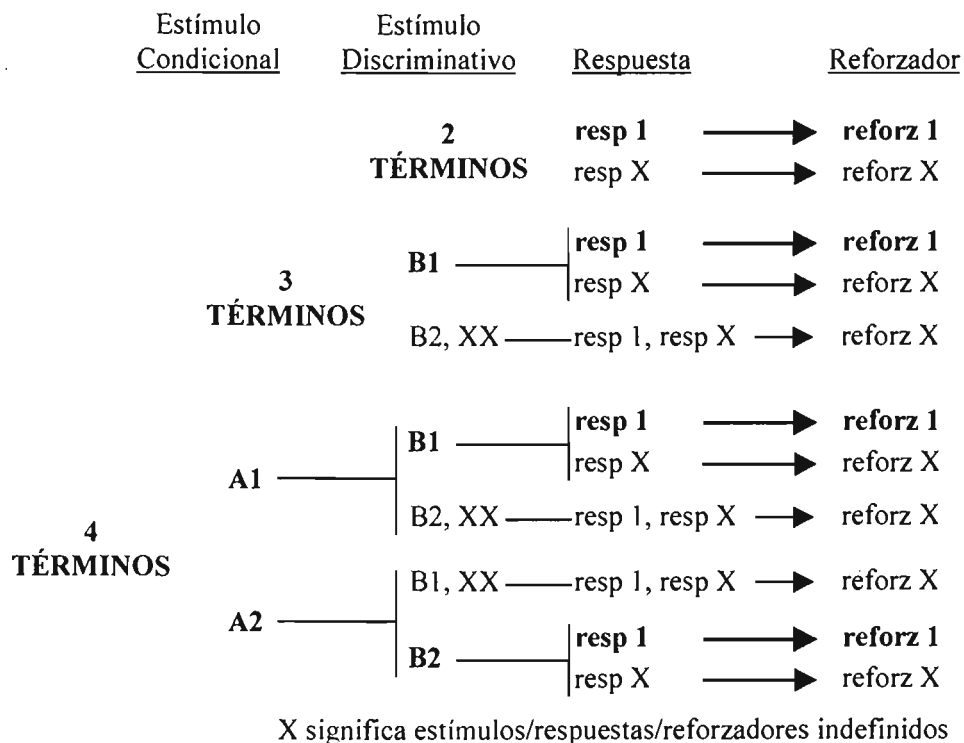 Estímulo Estímulo
Condicional Discriminativo Respuesta Reforzador
2 resp 1 reforz 1
TÉRMINOS resp X reforz X
B1 resp 1 reforz 1
3 resp X reforz X
TÉRMINOS
B2, XX resp 1, resp X reforz X
B1 resp 1 reforz 1
resp X reforz X
A1
B2, XX resp 1, resp X reforz X
4
TÉRMINOS
B1, XX resp 1, resp X reforz X
A2
B2 resp 1 reforz 1
resp X reforz X
X significa estímulos/respuestas/reforzadores indefinidos